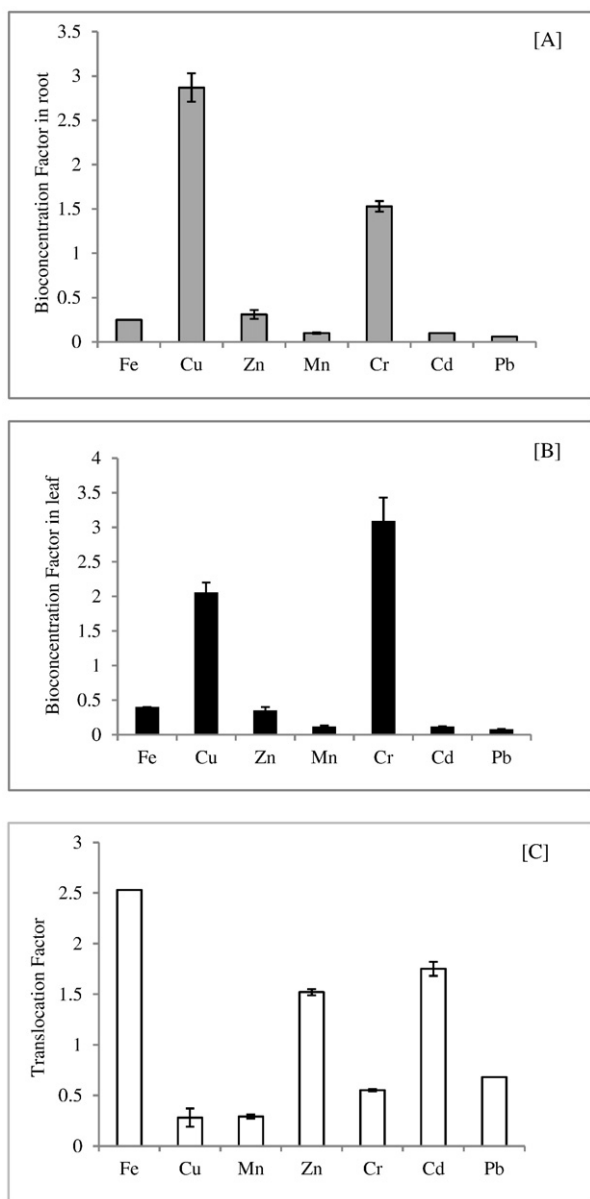 [A]
Bioconcentration Factor in root
3.5
3
2.5
2
1.5
1
0.5
0
Fe Cu Zn Mn Cr Cd Pb
[B]
Bioconcentration Factor in leaf
4
3.5
3
2.5
2
1.5
1
0.5
0
Fe Cu Zn Mn Cr Cd Pb
[C]
Translocation Factor
3
2.5
2
1.5
1
0.5
0
Fe Cu Mn Zn Cr Cd Pb